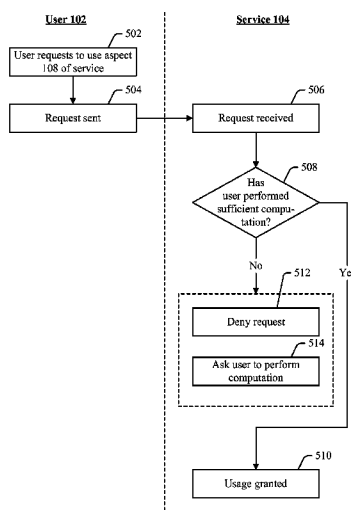 User 102
Service 104
502
User requests to use aspect
108 of service
504
Request sent
506
Request received
508
Has
user performed
sufficient compu-
tation?
No
Ye
512
Deny request
514
Ask user to perform
computation
510
Usage granted